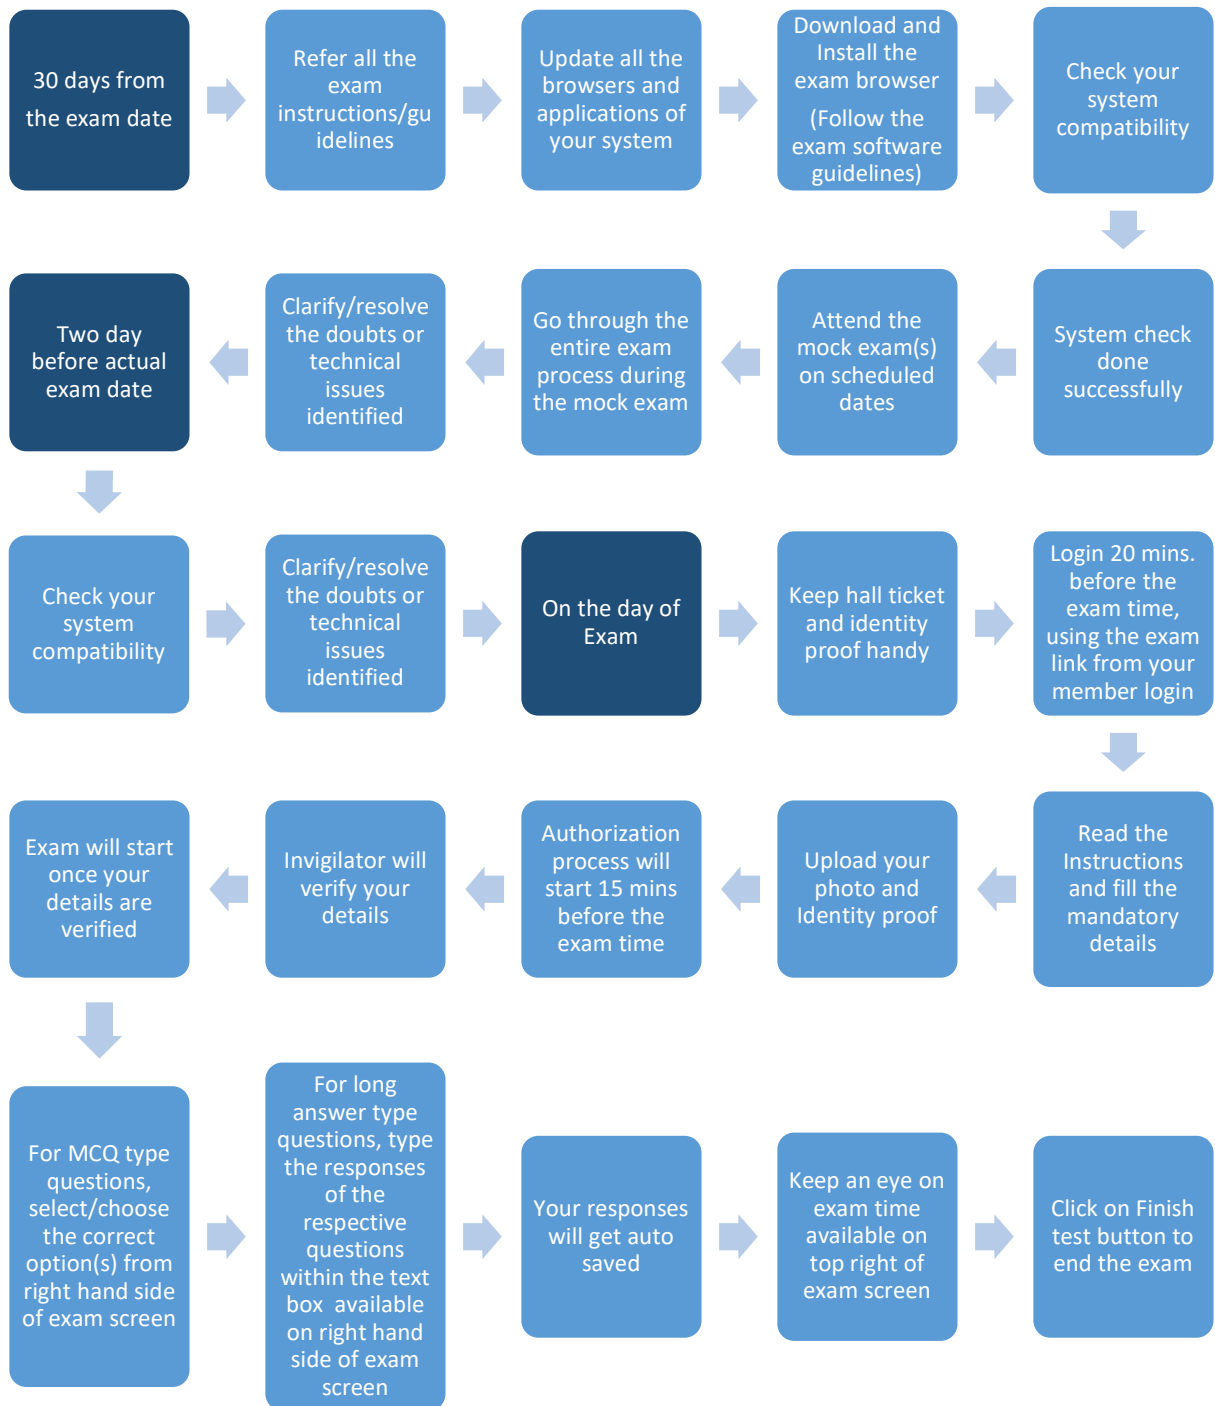 30 days from
the exam date
Refer all the
exam
instructions/gu
idelines
Update all the
browsers and
applications of
your system
Download and
Install the
exam browser
(Follow the
exam software
guidelines)
Check your
system
compatibility
System check
done
successfully
Attend the
mock exam(s)
on scheduled
dates
Go through the
entire exam
process during
the mock exam
Clarify/resolve
the doubts or
technical
issues
identified
Two day
before actual
exam date
Check your
system
compatibility
Clarify/resolve
the doubts or
technical
issues
identified
On the day of
Exam
Keep hall ticket
and identity
proof handy
Login 20 mins.
before the
exam time,
using the exam
link from your
member login
Read the
Instructions
and fill the
mandatory
details
Upload your
photo and
Identity proof
Authorization
process will
start 15 mins
before the
exam time
Invigilator will
verify your
details
Exam will start
once your
details are
verified
For MCQ type
questions,
select/choose
the correct
option(s) from
right hand side
of exam screen
For long
answer type
questions, type
the responses
of the
respective
questions
within the text
box available
on right hand
side of exam
screen
Your responses
will get auto
saved
Keep an eye on
exam time
available on
top right of
exam screen
Click on Finish
test button to
end the exam